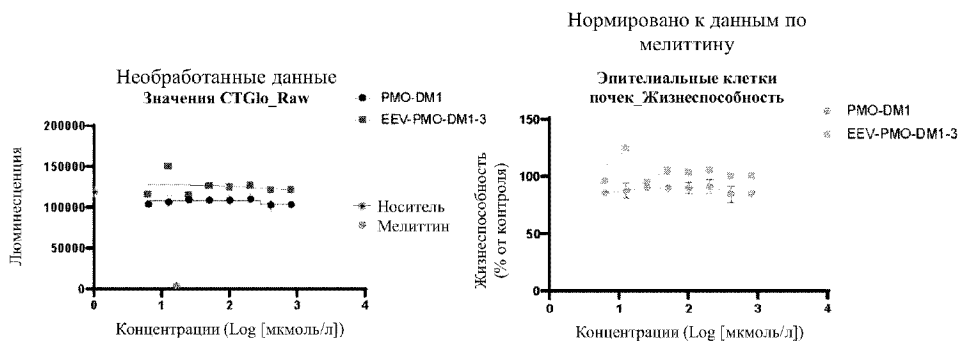 Необработанные данные
Значения CTGlo_Raw
PMO-DM1
EEV-PMO-DM1-3
Носитель
Мелиттин
Люминесценция
200000
150000
100000
50000
0
0 1 2 3 4
Концентрации (Log [мкмоль/л])
Нормировано к данным по
мелиттину
Эпителиальные клетки
почек_Жизнеспособность
PMO-DM1
EEV-PMO-DM1-3
Жизнеспособность
(% от контроля)
150
100
50
0
0 1 2 3 4
Концентрации (Log [мкмоль/л])